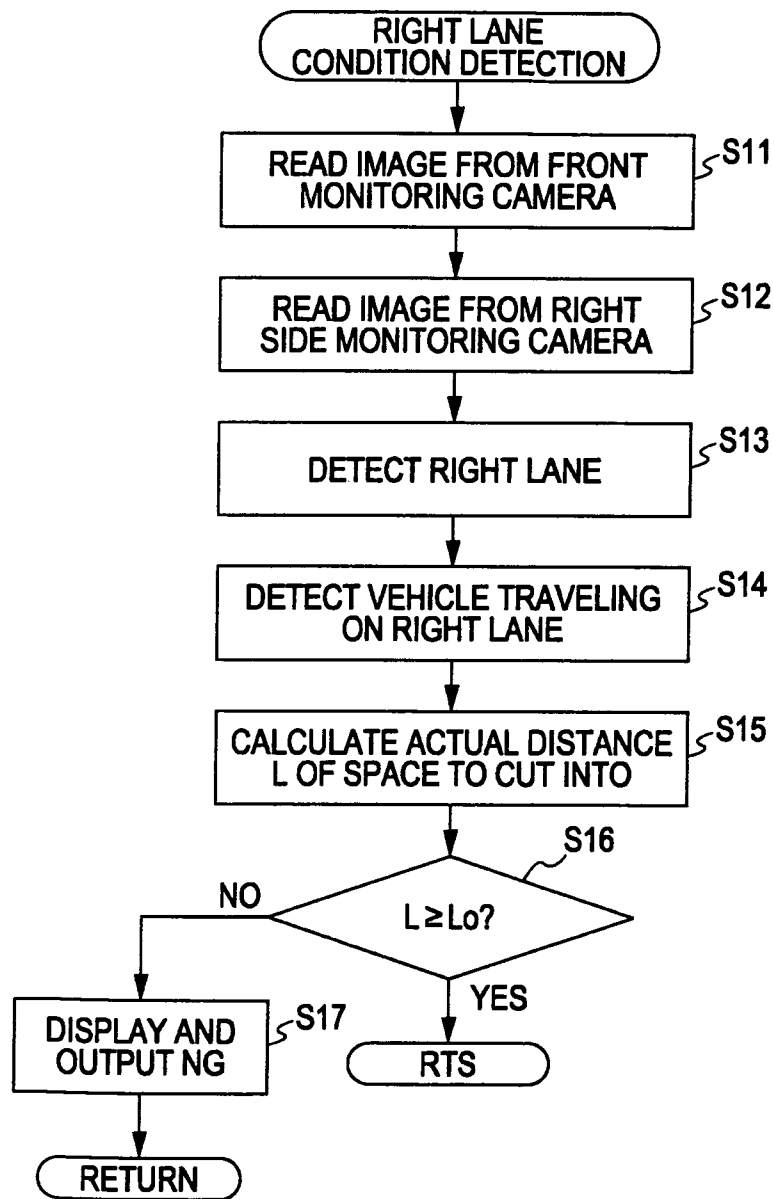 RIGHT LANE
CONDITION DETECTION
READ IMAGE FROM FRONT
MONITORING CAMERA
S11
READ IMAGE FROM RIGHT
SIDE MONITORING CAMERA
S12
DETECT RIGHT LANE
S13
DETECT VEHICLE TRAVELING
ON RIGHT LANE
S14
CALCULATE ACTUAL DISTANCE
L OF SPACE TO CUT INTO
S15
S16
L≥Lo?
NO
YES
DISPLAY AND
OUTPUT NG
S17
RTS
RETURN